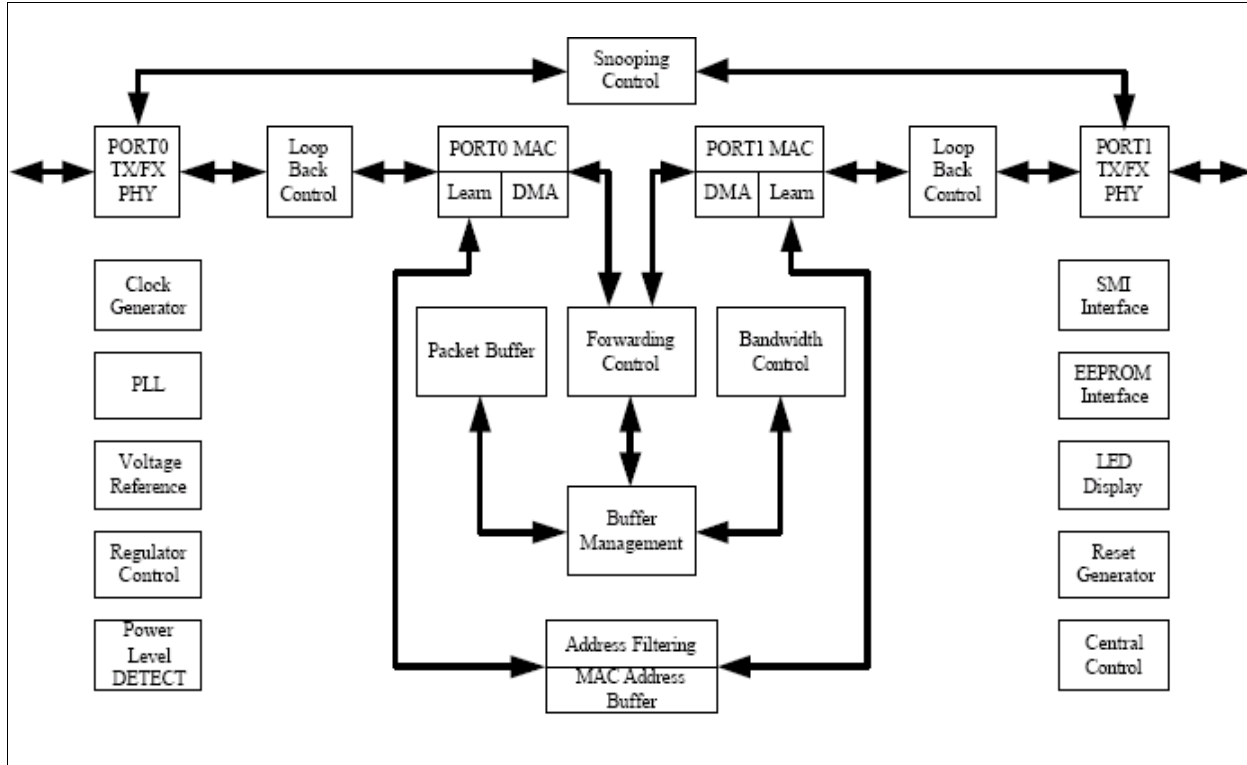 Snooping
Control
PORT0
TX/FX
PHY
Loop
Back
Control
PORT0 MAC
Learn
DMA
PORT1 MAC
DMA
Learn
Loop
Back
Control
PORT1
TX/FX
PHY
Clock
Generator
PLL
Voltage
Reference
Regulator
Control
Power
Level
DETECT
Packet Buffer
Forwarding
Control
Bandwidth
Control
Buffer
Management
Address Filtering
MAC Address
Buffer
SMI
Interface
EEPROM
Interface
LED
Display
Reset
Generator
Central
Control